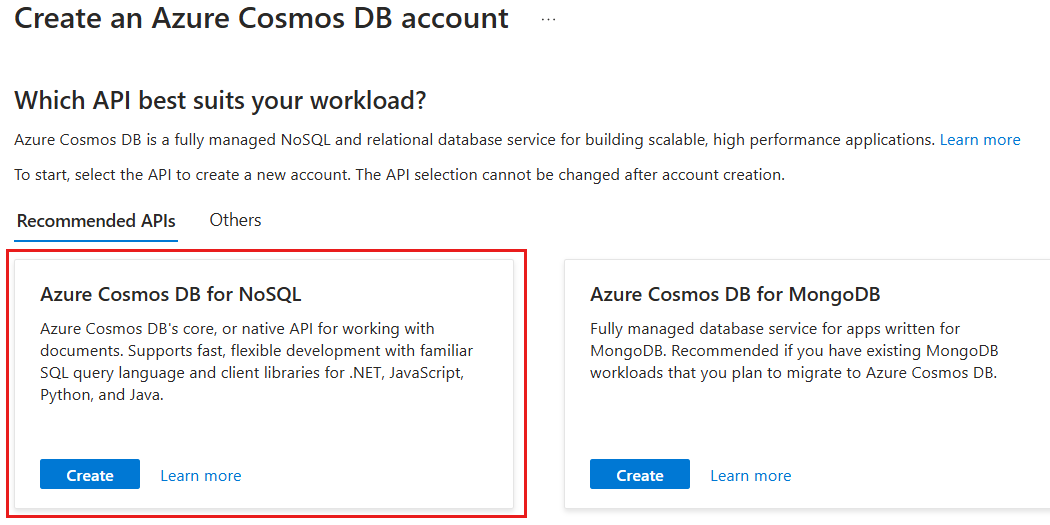 Create an Azure Cosmos DB account ...
Which API best suits your workload?
Azure Cosmos DB is a fully managed NoSQL and relational database service for building scalable, high performance applications. Learn more
To start, select the API to create a new account. The API selection cannot be changed after account creation.
Recommended APIs Others
Azure Cosmos DB for NoSQL
Azure Cosmos DB's core, or native API for working with
documents. Supports fast, flexible development with familiar
SQL query language and client libraries for .NET, JavaScript,
Python, and Java.
Create Learn more
Azure Cosmos DB for MongoDB
Fully managed database service for apps written for
MongoDB. Recommended if you have existing MongoDB
workloads that you plan to migrate to Azure Cosmos DB.
Create Learn more